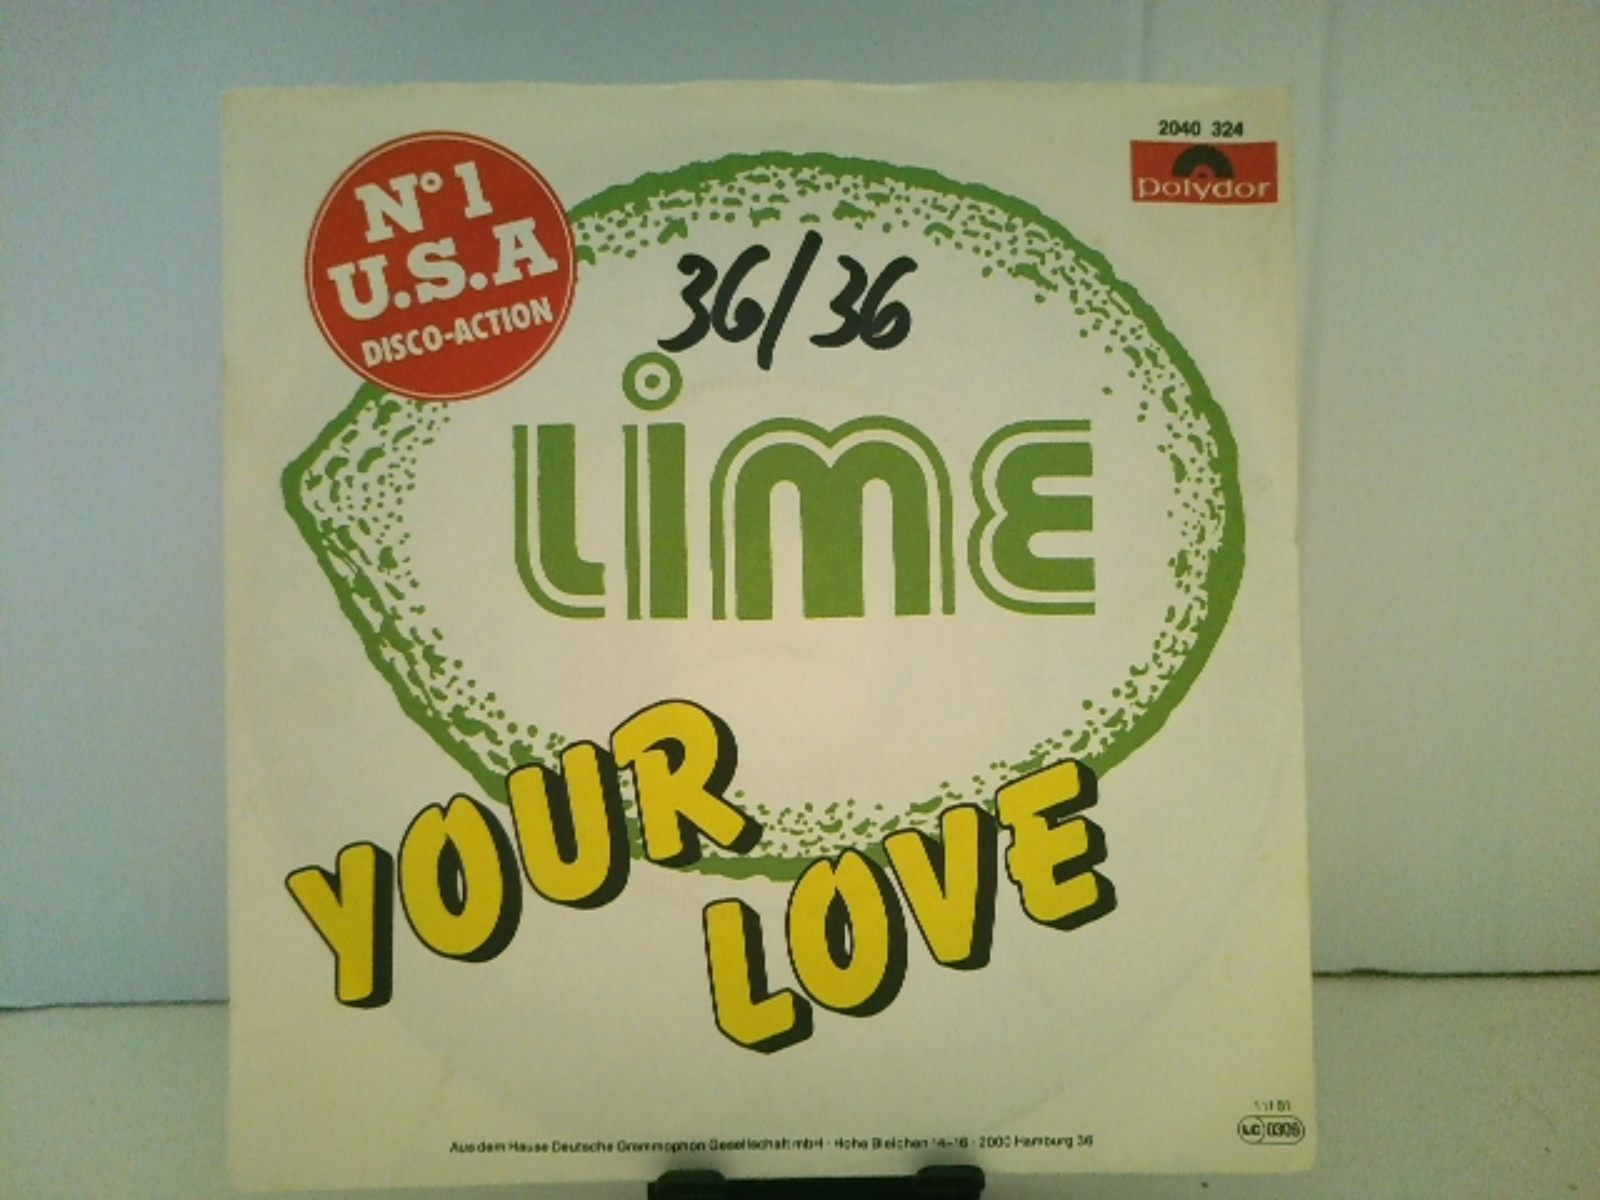 2040 324
polydor
N° 1
U.S.A
DISCO-ACTION
36/36
Lime
YOUR
LOVE
Aus dem Hause Deutsche Grammophon Gesellschaft mbH · Hohe Bleichen 14-16 · 2000 Hamburg 36
LC 0309